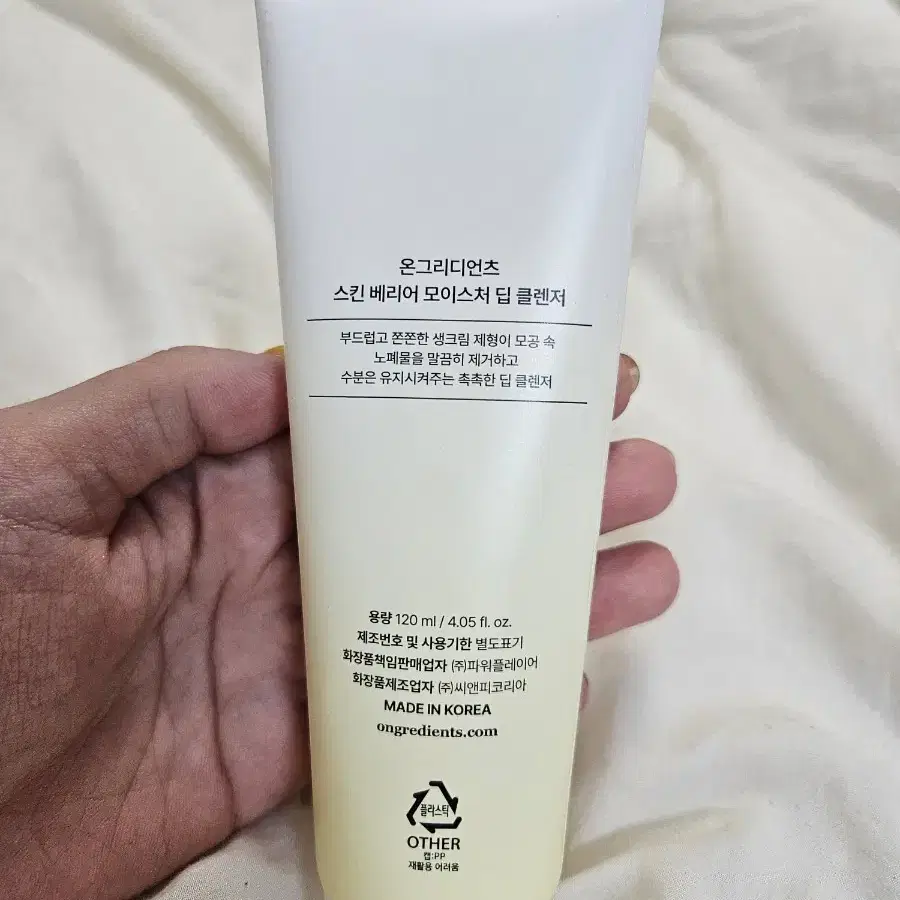 온그리디언츠
스킨 베리어 모이스처 딥 클렌저
부드럽고 쫀쫀한 생크림 제형이 모공 속
노폐물을 말끔히 제거하고
수분은 유지시켜주는 촉촉한 딥 클렌저
용량 120 ml / 4.05 fl. oz.
제조번호 및 사용기한 별도표기
화장품책임판매업자 (주)파워플레이어
화장품제조업자 (주)씨앤피코리아
MADE IN KOREA
ongredients.com
플라스틱
OTHER
캡:PP
재활용 어려움